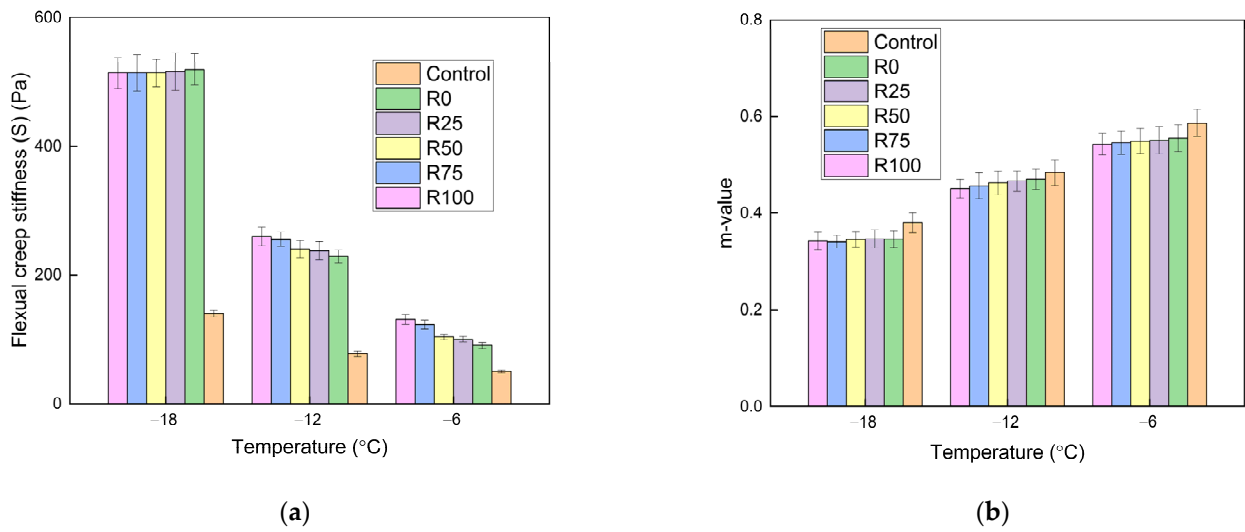 600
400
200
0
Flexual creep stiffness (S) (Pa)
Control
R0
R25
R50
R75
R100
−18
−12
−6
Temperature (°C)
(a)
0.8
0.6
0.4
0.2
0.0
m-value
Control
R0
R25
R50
R75
R100
−18
−12
−6
Temperature (°C)
(b)